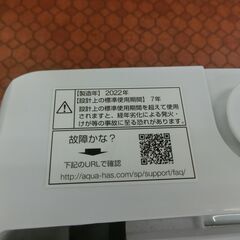 【製造年】2022年
【設計上の標準使用期間】 7年
設計上の標準使用期間を超えて使用
されますと、経年劣化による発火・
けが等の事故に至る恐れがあります。
故障かな？
下記のURLで確認
http://aqua-has.com/sp/support/faq/